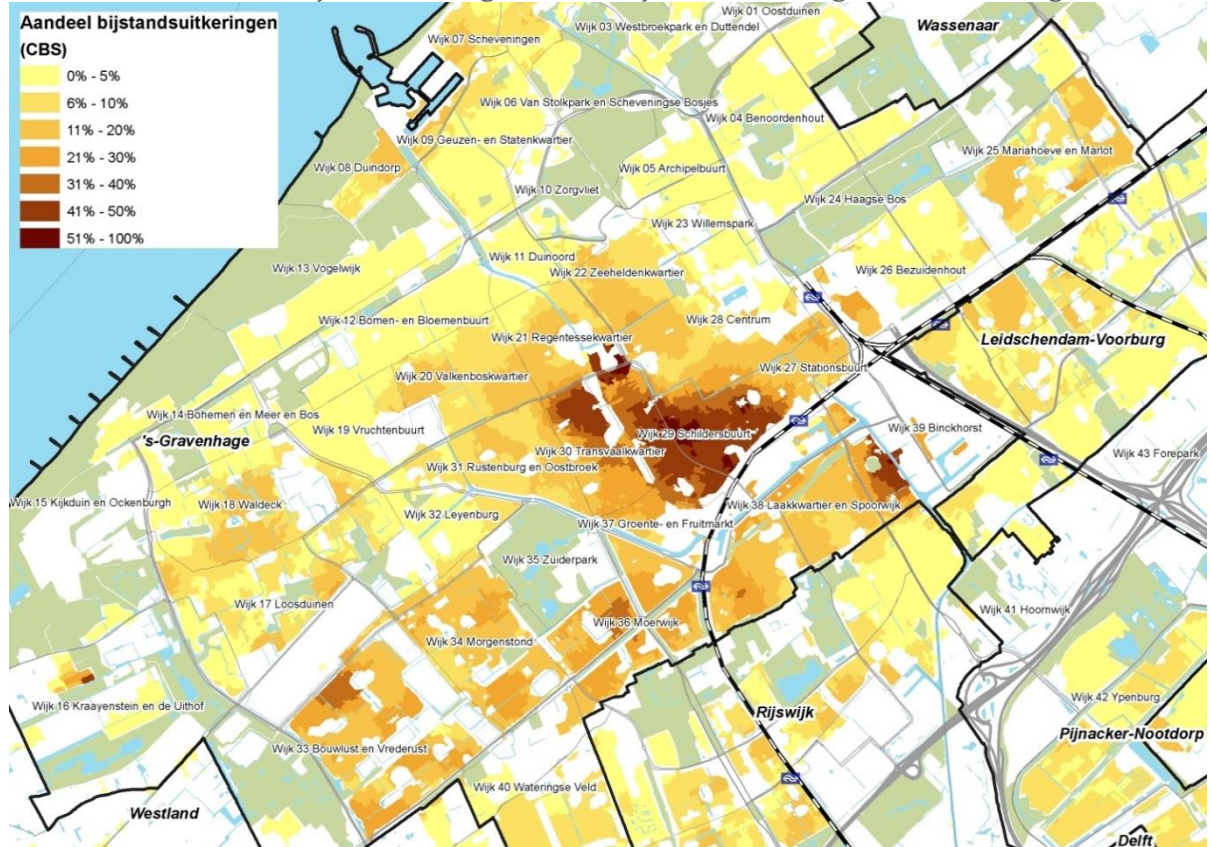 Aandeel bijstandsuitkeringen
(CBS)
0% - 5%
6% - 10%
11% - 20%
21% - 30%
31% - 40%
41% - 50%
51% - 100%
Wijk 01 Oostduinen
Wijk 03 Westbroekpark en Duttendel
Wassenaar
Wijk 07 Scheveningen
Wijk 06 Van Stolkpark en Scheveningse Bosjes
Wijk 04 Benoordenhout
Wijk 09 Geuzen- en Statenkwartier
Wijk 25 Mariahoeve en Marlot
Wijk 08 Duindorp
Wijk 05 Archipelbuurt
Wijk 10 Zorgvliet
Wijk 24 Haagse Bos
Wijk 23 Willemspark
Wijk 11 Duinoord
Wijk 13 Vogelwijk
Wijk 22 Zeeheldenkwartier
Wijk 26 Bezuidenhout
Wijk 12 Bomen- en Bloemenbuurt
Wijk 28 Centrum
Wijk 21 Regentessekwartier
Leidschendam-Voorburg
Wijk 27 Stationsbuurt
Wijk 20 Valkenboskwartier
Wijk 14 Bohemen en Meer en Bos
Wijk 19 Vruchtenbuurt
Wijk 29 Schildersbuurt
Wijk 39 Binckhorst
's-Gravenhage
Wijk 30 Transvaalkwartier
Wijk 43 Forepark
Wijk 31 Rustenburg en Oostbroek
Wijk 15 Kijkduin en Ockenburgh
Wijk 18 Waldeck
Wijk 38 Laakkwartier en Spoorwijk
Wijk 32 Leyenburg
Wijk 37 Groente- en Fruitmarkt
Wijk 35 Zuiderpark
Wijk 17 Loosduinen
Wijk 41 Hoornwijk
Wijk 36 Moerwijk
Wijk 34 Morgenstond
Wijk 42 Ypenburg
Wijk 16 Kraayenstein en de Uithof
Rijswijk
Pijnacker-Nootdorp
Wijk 33 Bouwlust en Vrederust
Wijk 40 Wateringse Veld
Westland
Delft